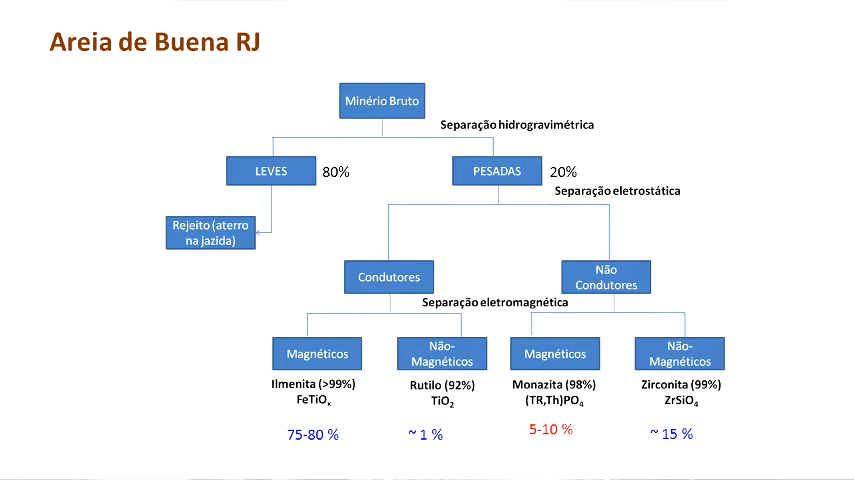 Areia de Buena RJ
Minério Bruto
Separação hidrogravimétrica
LEVES
80%
PESADAS
20%
Separação eletrostática
Rejeito (aterro
na jazida)
Condutores
Não
Condutores
Separação eletromagnética
Magnéticos
Não-
Magnéticos
Magnéticos
Não-
Magnéticos
Ilmenita (>99%)
FeTiOx
Rutilo (92%)
TiO2
Monazita (98%)
(TR,Th)PO4
Zirconita (99%)
ZrSiO4
75-80 %
~ 1 %
5-10 %
~ 15 %